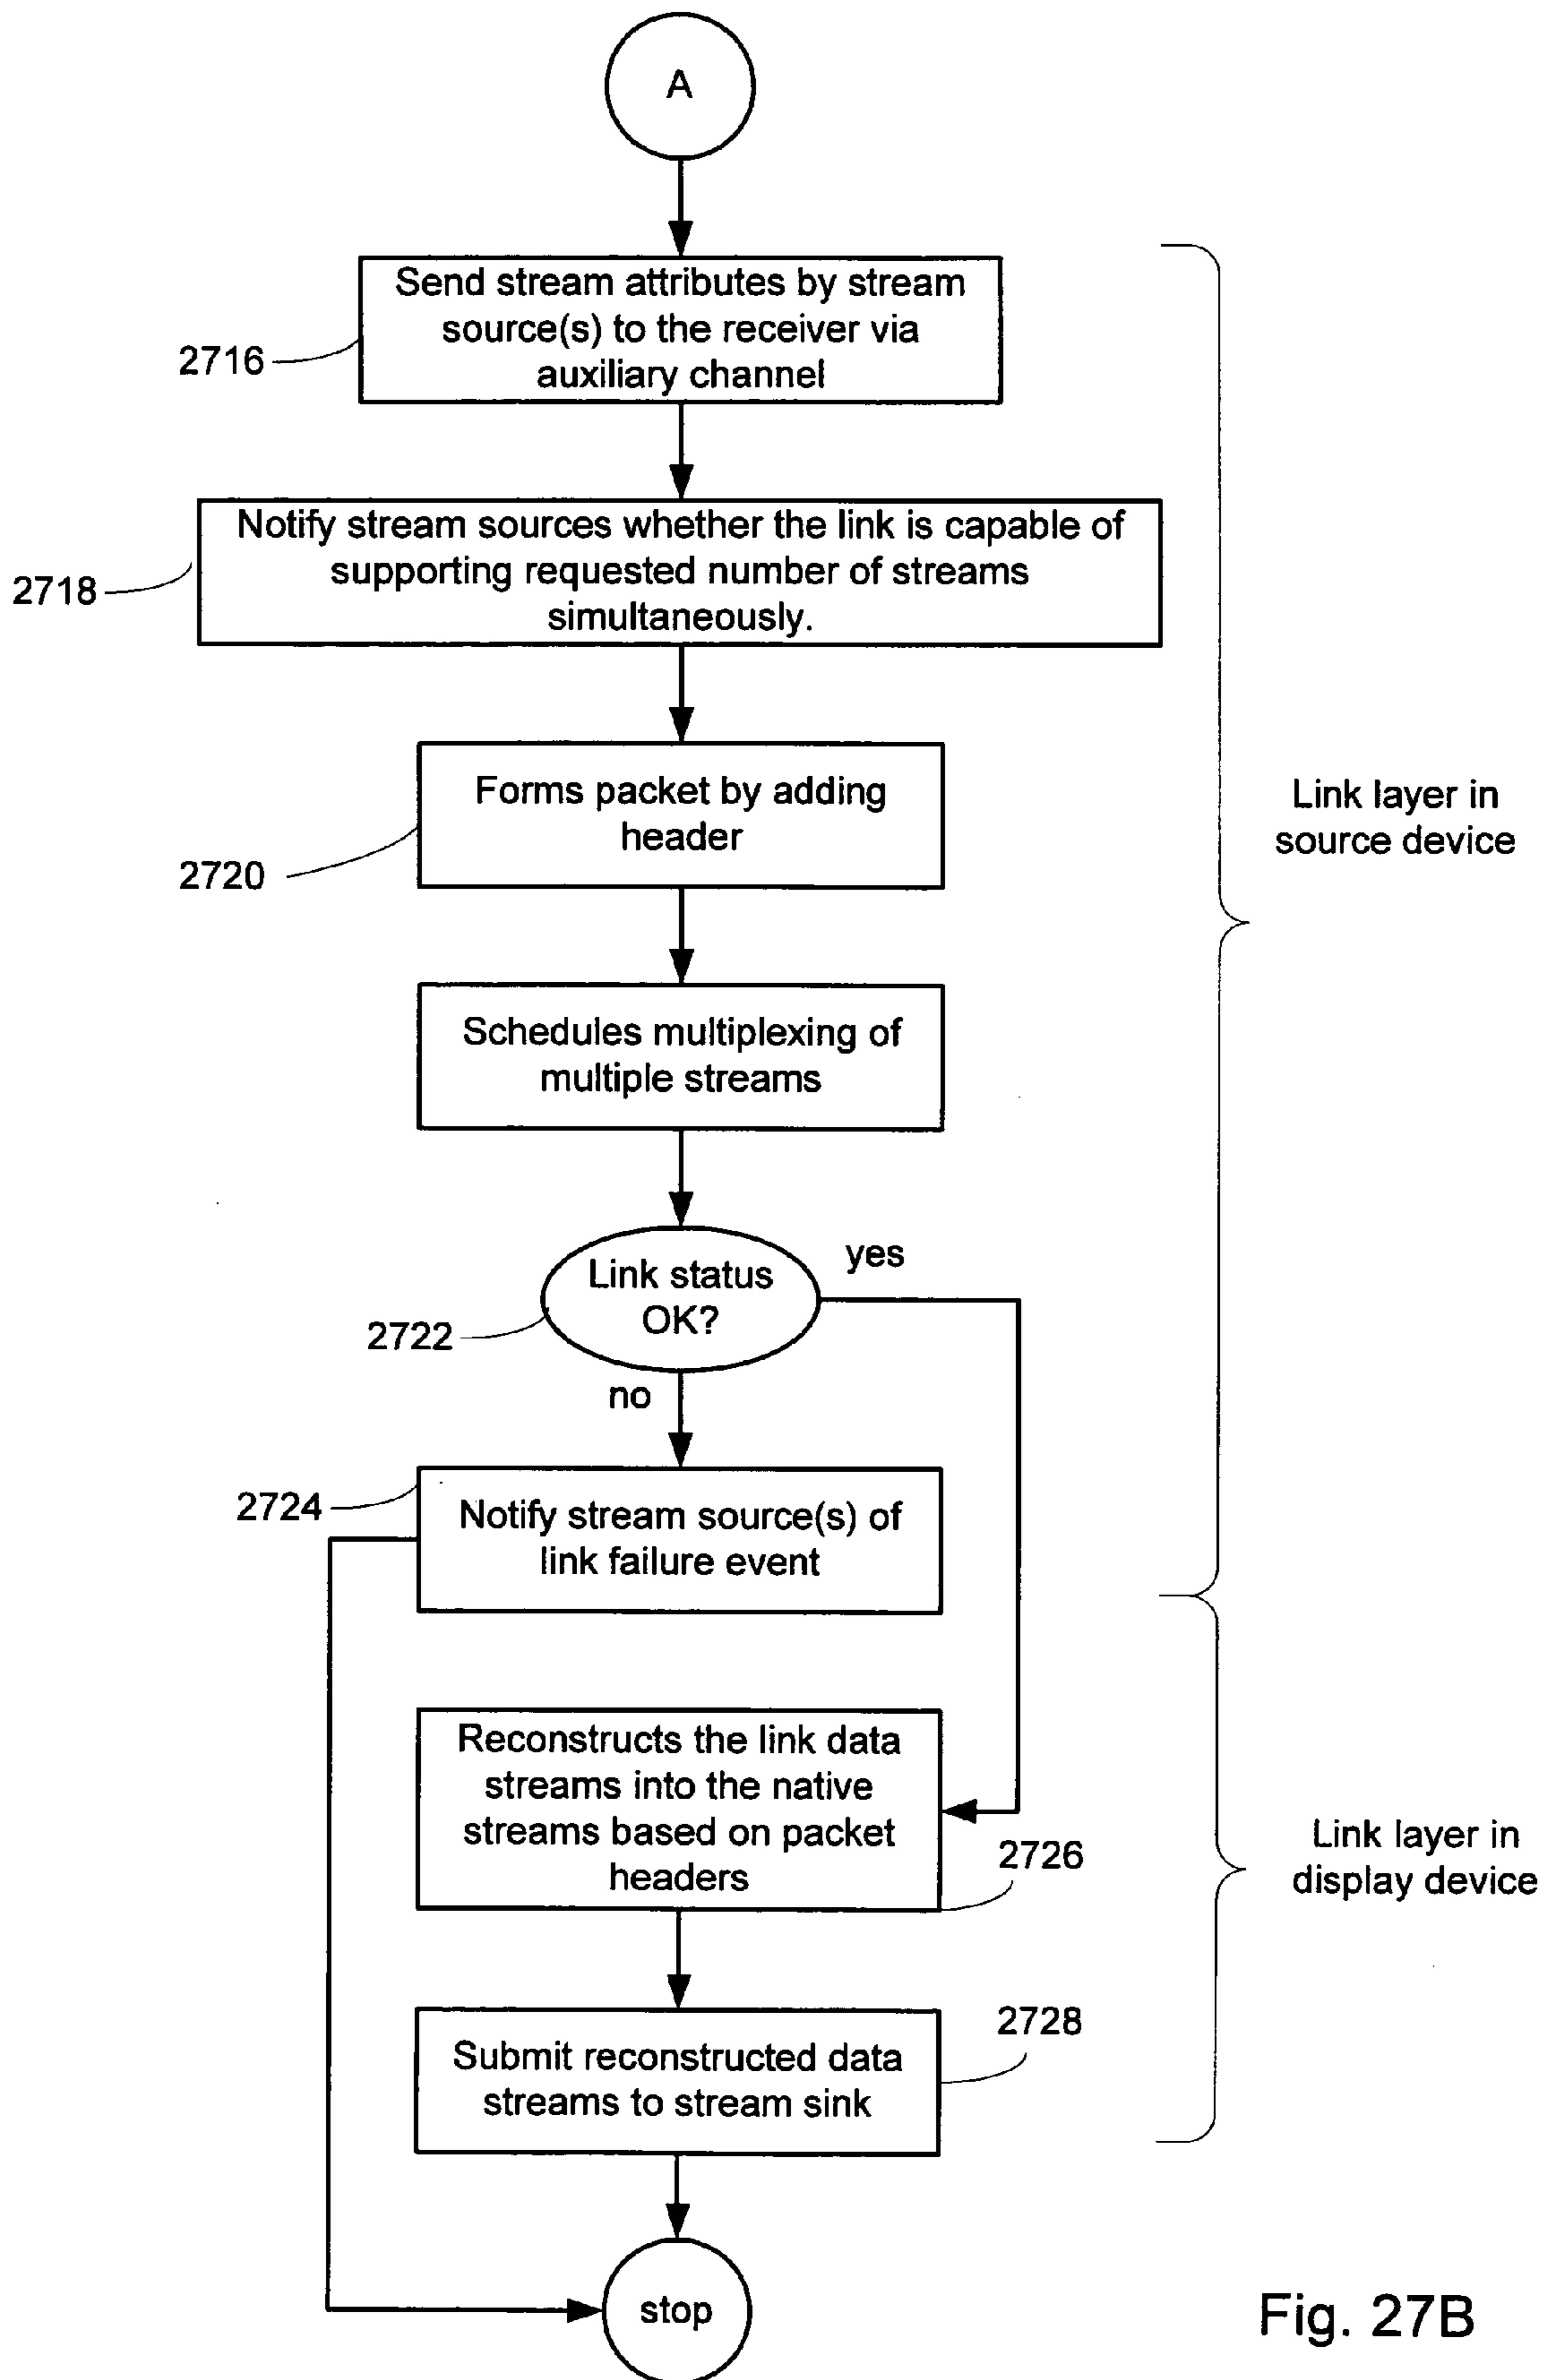 A
Send stream attributes by stream
source(s) to the receiver via
auxiliary channel
2716
Notify stream sources whether the link is capable of
supporting requested number of streams
simultaneously.
2718
Forms packet by adding
header
2720
Link layer in
source device
Schedules multiplexing of
multiple streams
Link status
OK?
yes
2722
no
2724
Notify stream source(s) of
link failure event
Reconstructs the link data
streams into the native
streams based on packet
headers
2726
Link layer in
display device
2728
Submit reconstructed data
streams to stream sink
stop
Fig. 27B